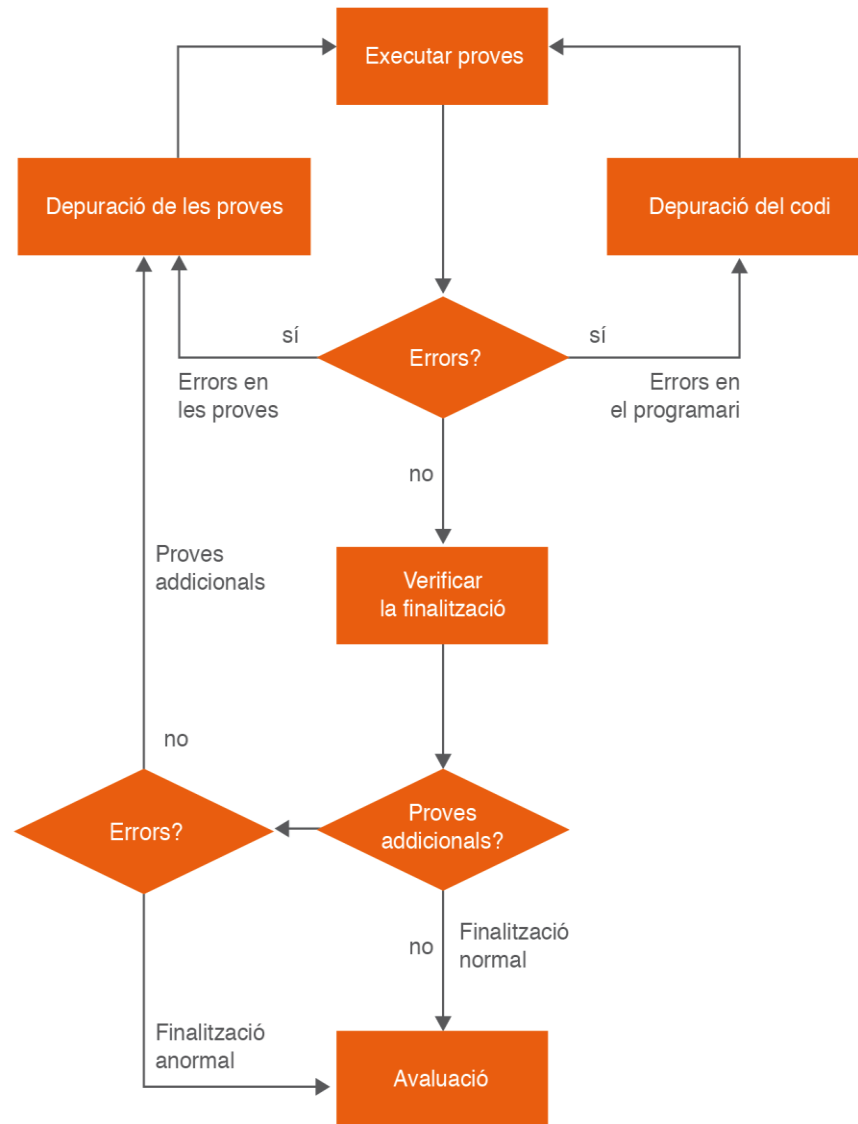 Executar proves
Depuració de les proves
Depuració del codi
sí
Errors?
sí
Errors en
les proves
Errors en
el programari
no
Proves
addicionals
Verificar
la finalització
no
Errors?
Proves
addicionals?
no
Finalització
normal
Finalització
anormal
Avaluació